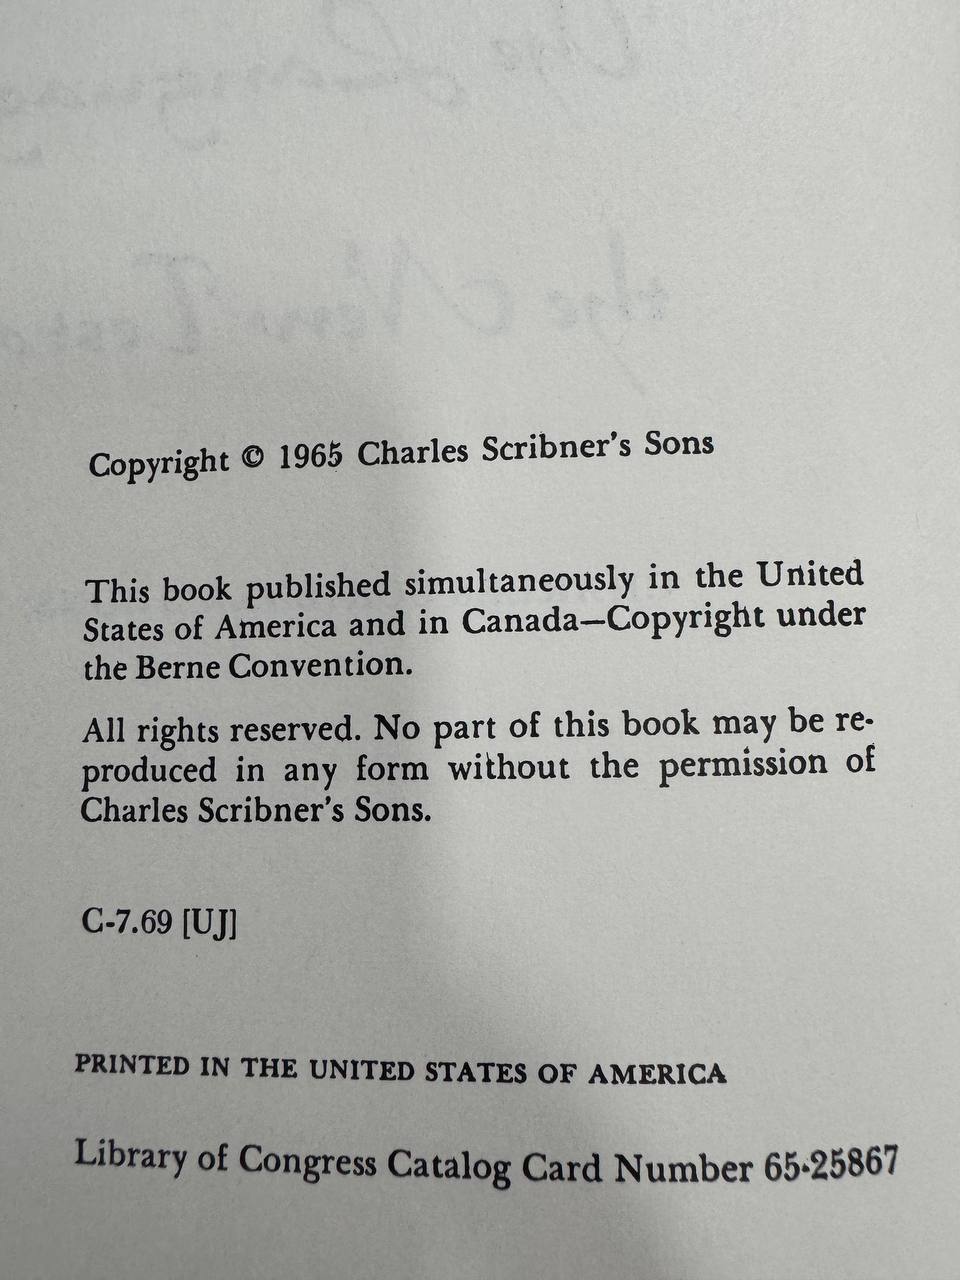 Copyright © 1965 Charles Scribner's Sons
This book published simultaneously in the United
States of America and in Canada—Copyright under
the Berne Convention.
All rights reserved. No part of this book may be re-
produced in any form without the permission of
Charles Scribner's Sons.
C-7.69 [UJ]
PRINTED IN THE UNITED STATES OF AMERICA
Library of Congress Catalog Card Number 65-25867